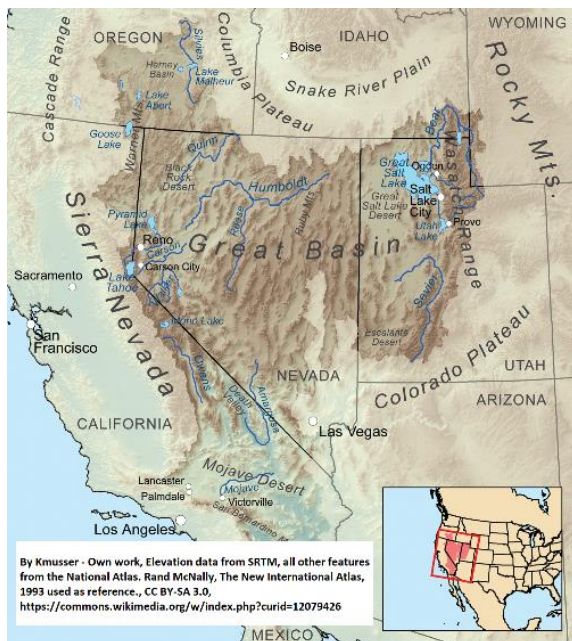 WYOMING
OREGON
IDAHO
Boise
Cascade Range
Silvies
Harney
Basin
Lake
Malheur
Columbia Plateau
Snake River Plain
Rocky Mts.
Lake
Abert
Goose
Lake
Warner Mts.
Quinn
Black
Rock
Desert
Humboldt
Reese
Ruby Mts.
Bear
Great
Salt
Lake
Great
Salt Lake
Desert
Salt
Lake
City
Wasatch Range
Utah
Lake
Provo
Pyramid
Lake
Reno
Carson
Carson City
Great Basin
Sierra Nevada
Sacramento
Lake
Tahoe
Walker
Mono Lake
San
Francisco
Sevier
Escalante
Desert
Colorado Plateau
UTAH
ARIZONA
NEVADA
Owens
Death
Valley
Amargosa
CALIFORNIA
Las Vegas
Mojave Desert
Lancaster
Palmdale
Mojave
Victorville
San Bernardino
Los Angeles
By Kmusser - Own work, Elevation data from SRTM, all other features
from the National Atlas. Rand McNally, The New International Atlas,
1993 used as reference., CC BY-SA 3.0,
https://commons.wikimedia.org/w/index.php?curid=12079426
MEXICO